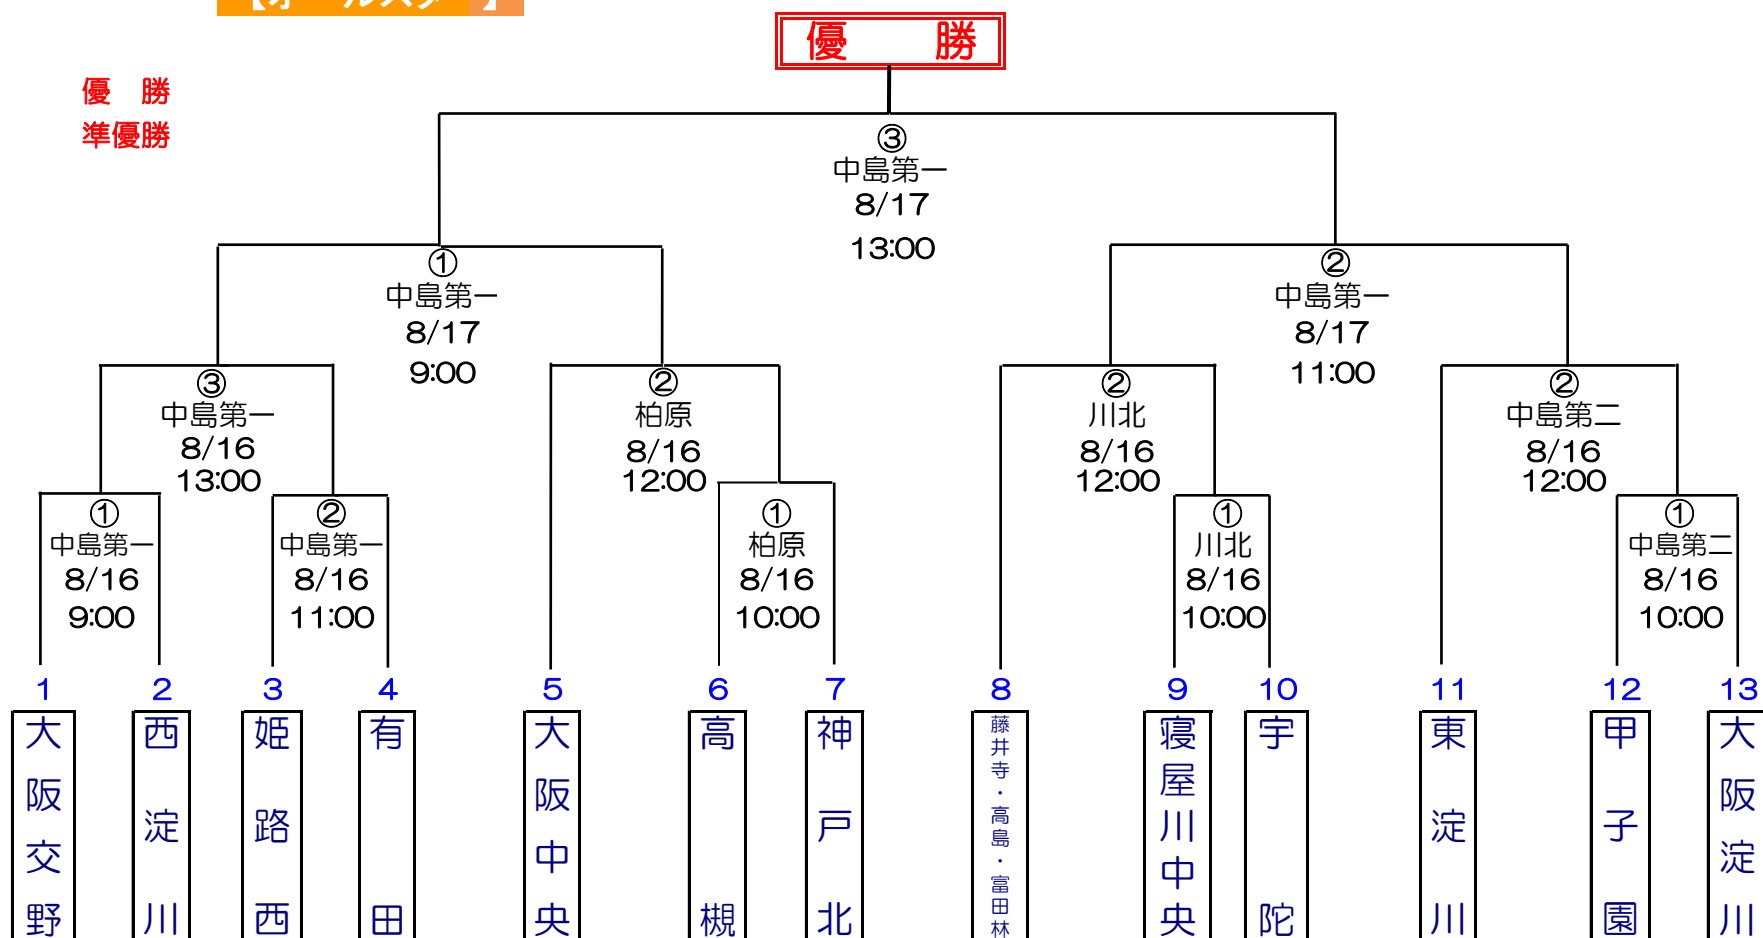 【オールスター】
優　勝
優　勝
準優勝
③
中島第一
8/17
13:00
①
中島第一
8/17
9:00
②
中島第一
8/17
11:00
③
中島第一
8/16
13:00
②
柏原
8/16
12:00
②
川北
8/16
12:00
②
中島第二
8/16
12:00
①
中島第一
8/16
9:00
②
中島第一
8/16
11:00
①
柏原
8/16
10:00
①
川北
8/16
10:00
①
中島第二
8/16
10:00
1 2 3 4 5 6 7 8 9 10 11 12 13
大阪交野
西淀川
姫路西
有田
大阪中央
高槻
神戸北
藤井寺・高島・富田林
寝屋川中央
宇陀
東淀川
甲子園
大阪淀川